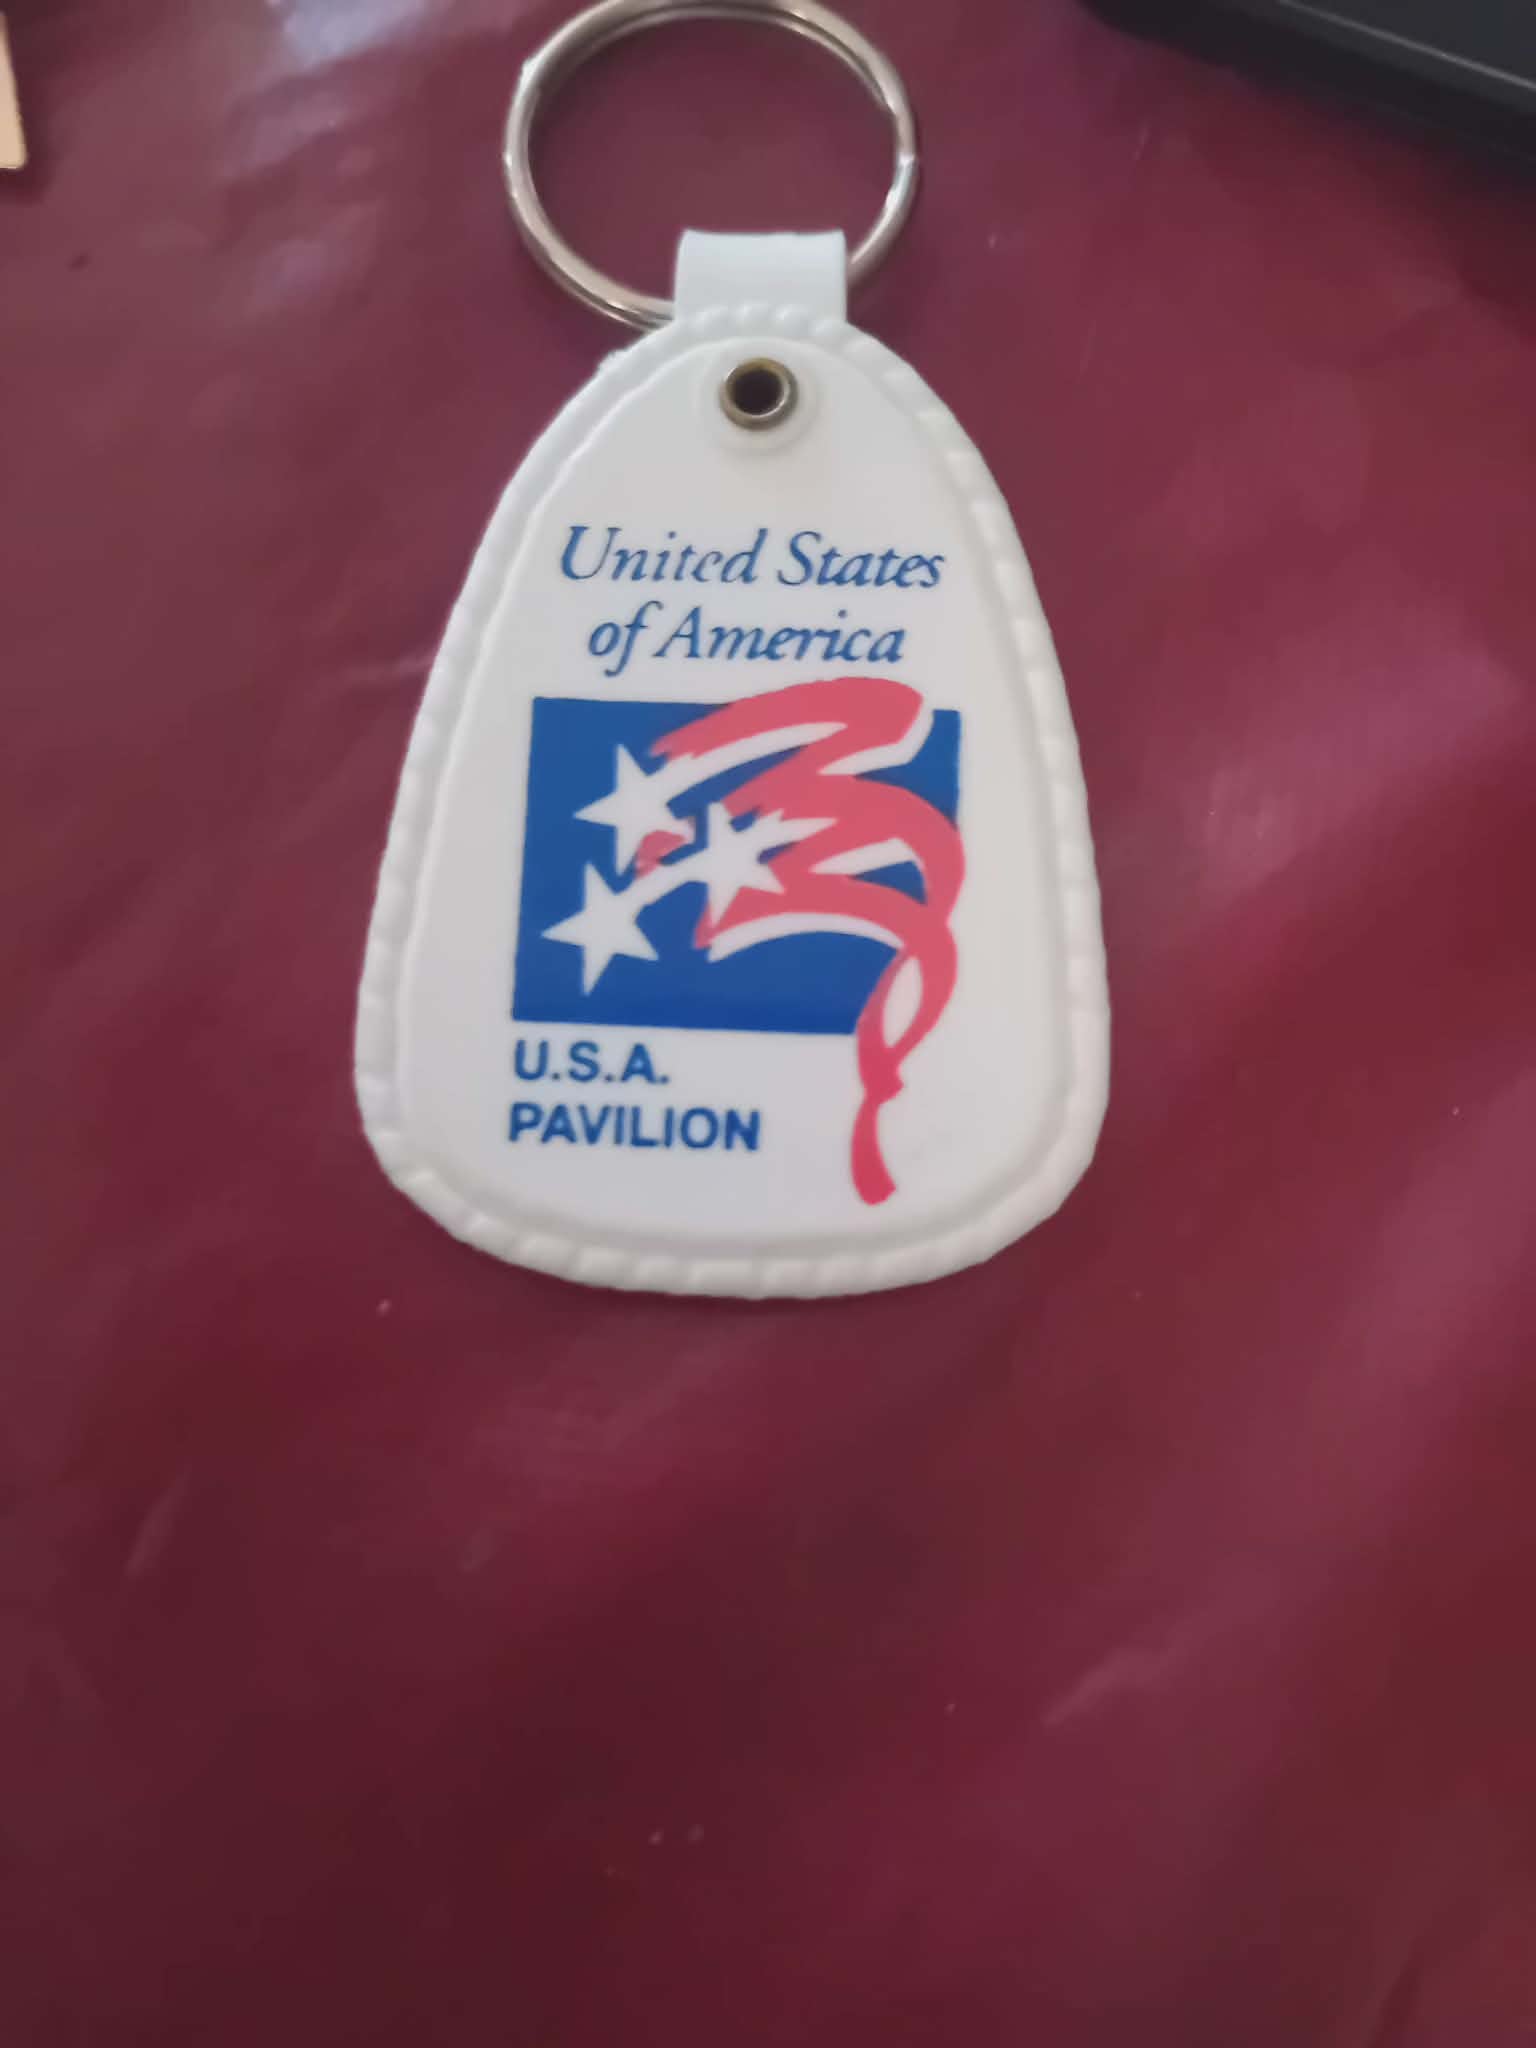 United States
of America
U.S.A.
PAVILION